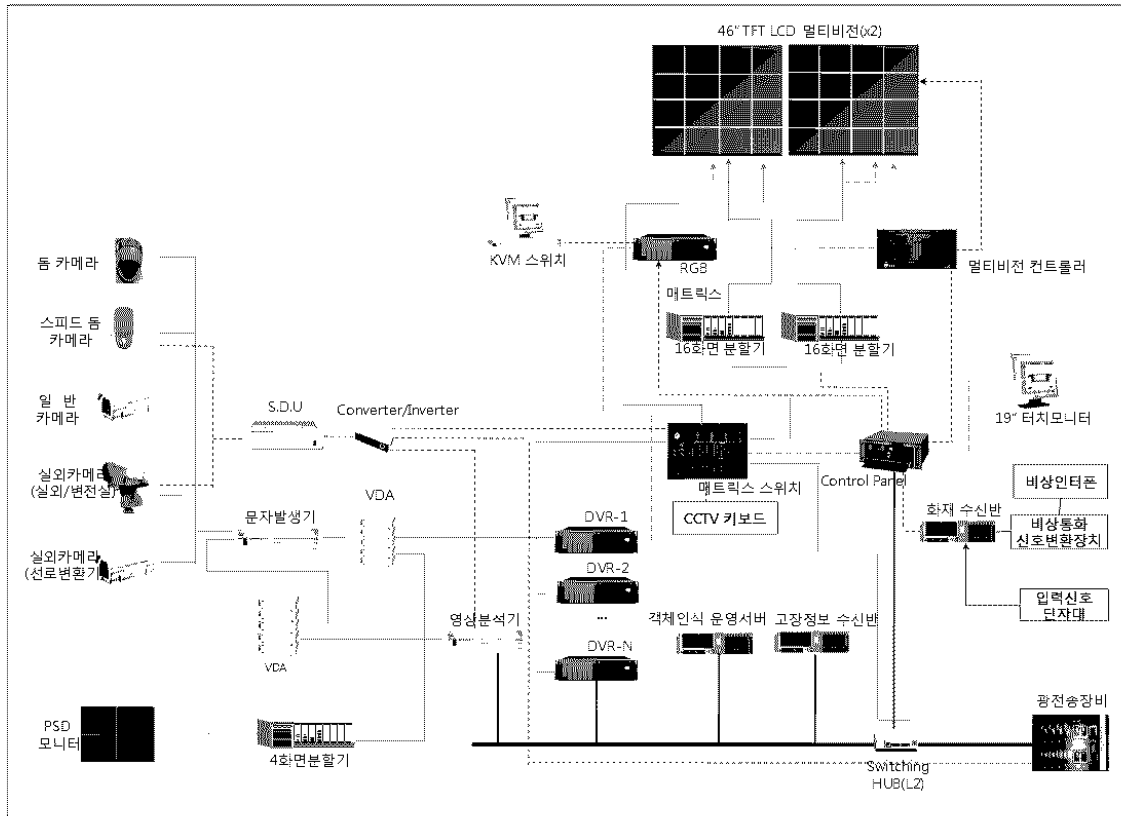 46" TFT LCD 멀티비전(x2)
KVM 스위치
RGB
매트릭스
멀티비전 컨트롤러
돔 카메라
스피드 돔
카메라
16화면 분할기
16화면 분할기
일 반
카메라
S.D.U
Converter/Inverter
19" 터치모니터
실외카메라
(실외/변전실)
매트릭스 스위치
Control Panel
비상인터폰
VDA
CCTV 키보드
화재 수신반
비상통화
신호변환장치
문자발생기
DVR-1
실외카메라
(선로변환기)
DVR-2
...
입력신호
단자대
영상분석기
객체인식 운영서버
고장정보 수신반
VDA
DVR-N
PSD
모니터
광전송장비
4화면분할기
Switching
HUB(L2)